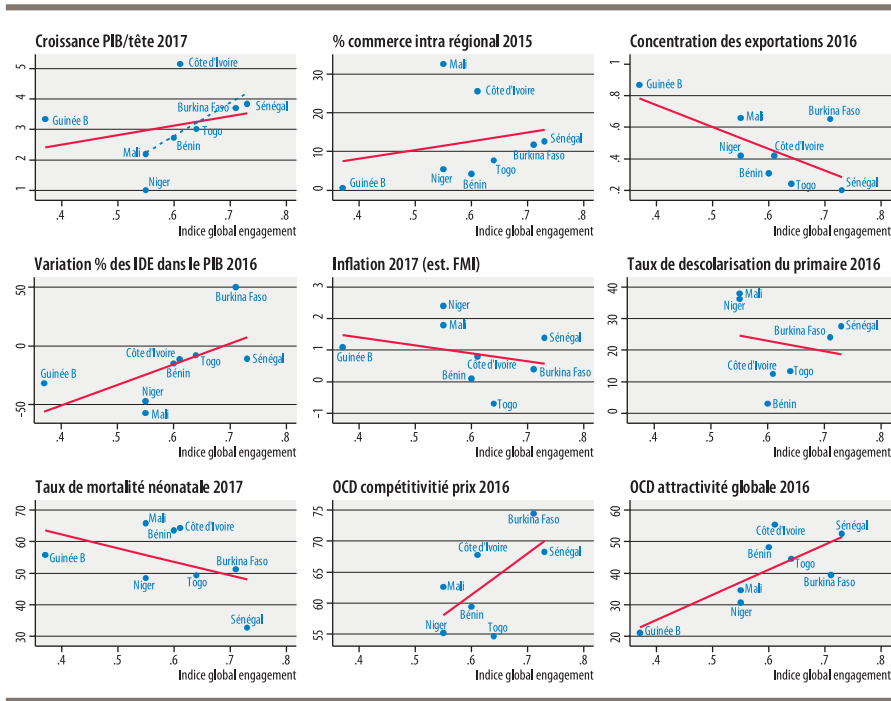 Croissance PIB/tête 2017
5
4
3
2
1
Côte d'Ivoire
Guinée B
Burkina Faso
Sénégal
Togo
Bénin
Mali
Niger
.4 .5 .6 .7 .8
Indice global engagement
% commerce intra régional 2015
30
20
10
0
Mali
Côte d'Ivoire
Sénégal
Burkina Faso
Togo
Niger
Bénin
Guinée B
.4 .5 .6 .7 .8
Indice global engagement
Concentration des exportations 2016
1
.8
.6
.4
.2
Guinée B
Mali
Burkina Faso
Niger
Côte d'Ivoire
Bénin
Togo
Sénégal
.4 .5 .6 .7 .8
Indice global engagement
Variation % des IDE dans le PIB 2016
50
0
-50
Burkina Faso
Côte d'Ivoire
Togo
Sénégal
Bénin
Guinée B
Niger
Mali
.4 .5 .6 .7 .8
Indice global engagement
Inflation 2017 (est. FMI)
3
2
1
0
-1
Niger
Mali
Sénégal
Guinée B
Côte d'Ivoire
Bénin
Burkina Faso
Togo
.4 .5 .6 .7 .8
Indice global engagement
Taux de descolarisation du primaire 2016
40
30
20
10
0
Mali
Niger
Sénégal
Burkina Faso
Côte d'Ivoire
Togo
Bénin
.4 .5 .6 .7 .8
Indice global engagement
Taux de mortalité néonatale 2017
70
60
50
40
30
Mali
Bénin
Côte d'Ivoire
Guinée B
Burkina Faso
Niger
Togo
Sénégal
.4 .5 .6 .7 .8
Indice global engagement
OCD compétitivitié prix 2016
75
70
65
60
55
Burkina Faso
Côte d'Ivoire
Sénégal
Mali
Bénin
Niger
Togo
.4 .5 .6 .7 .8
Indice global engagement
OCD attractivité globale 2016
60
50
40
30
20
Côte d'Ivoire
Sénégal
Bénin
Togo
Burkina Faso
Mali
Niger
Guinée B
.4 .5 .6 .7 .8
Indice global engagement